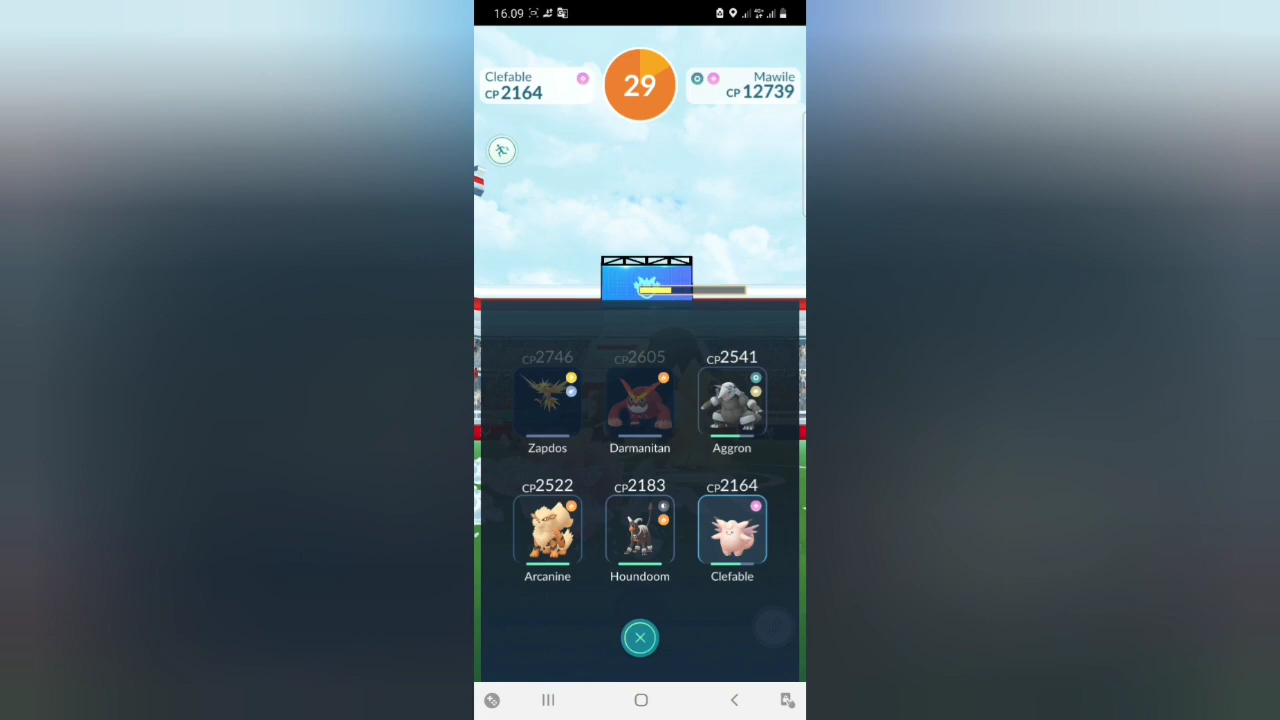 16.09
4G+
Clefable
CP 2164
29
Mawile
CP 12739
CP2746
CP2605
CP2541
Zapdos
Darmanitan
Aggron
CP2522
CP2183
CP2164
Arcanine
Houndoom
Clefable